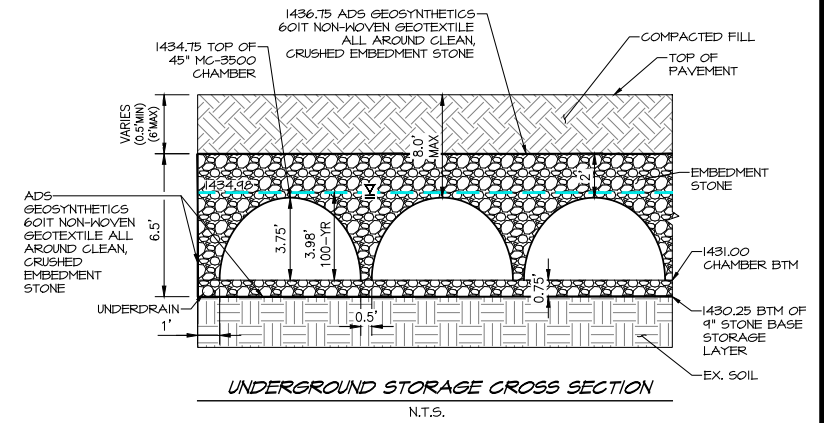 1436.75 ADS GEOSYNTHETICS
601T NON-WOVEN GEOTEXTILE
ALL AROUND CLEAN,
CRUSHED EMBEDMENT STONE
1434.75 TOP OF
45" MC-3500
CHAMBER
COMPACTED FILL
TOP OF
PAVEMENT
VARIES
(0.5'MIN)
(6'MAX)
8.0'
MAX
12'
EMBEDMENT
STONE
1434.98
ADS
GEOSYNTHETICS
601T NON-WOVEN
GEOTEXTILE ALL
AROUND CLEAN,
CRUSHED
EMBEDMENT
STONE
6.5'
3.75'
3.98'
100-YR
1431.00
CHAMBER BTM
0.75'
UNDERDRAIN
1'
0.5'
1430.25 BTM OF
9" STONE BASE
STORAGE
LAYER
EX. SOIL
UNDERGROUND STORAGE CROSS SECTION
N.T.S.